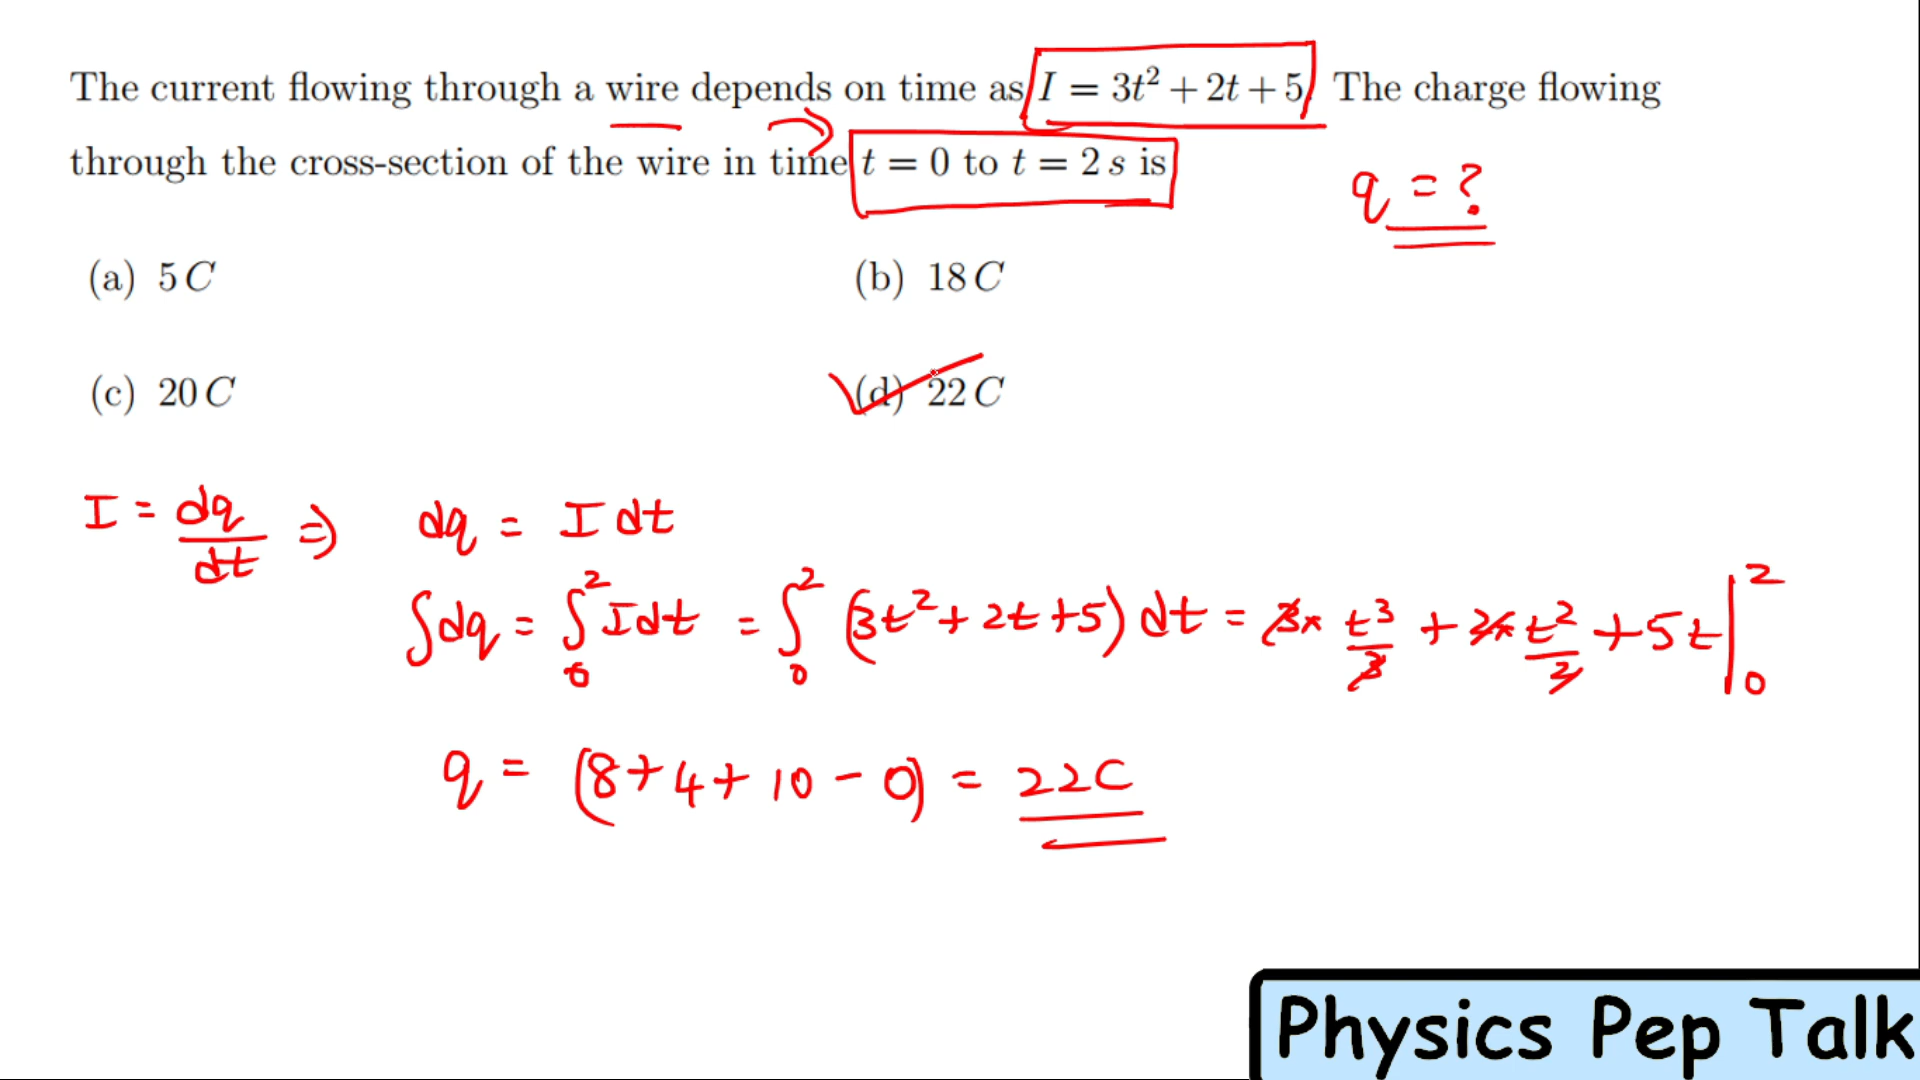 The current flowing through a wire depends on time as I = 3t² + 2t + 5. The charge flowing
through the cross-section of the wire in time t = 0 to t = 2 s is
q = ?
(a) 5 C (b) 18 C
(c) 20 C (d) 22 C
I = dq/dt ⇒ dq = I dt
∫dq = ∫₀² I dt = ∫₀² (3t² + 2t + 5) dt = 3× t³/3 + 2× t²/2 + 5t |₀²
q = (8 + 4 + 10 - 0) = 22C
Physics Pep Talk